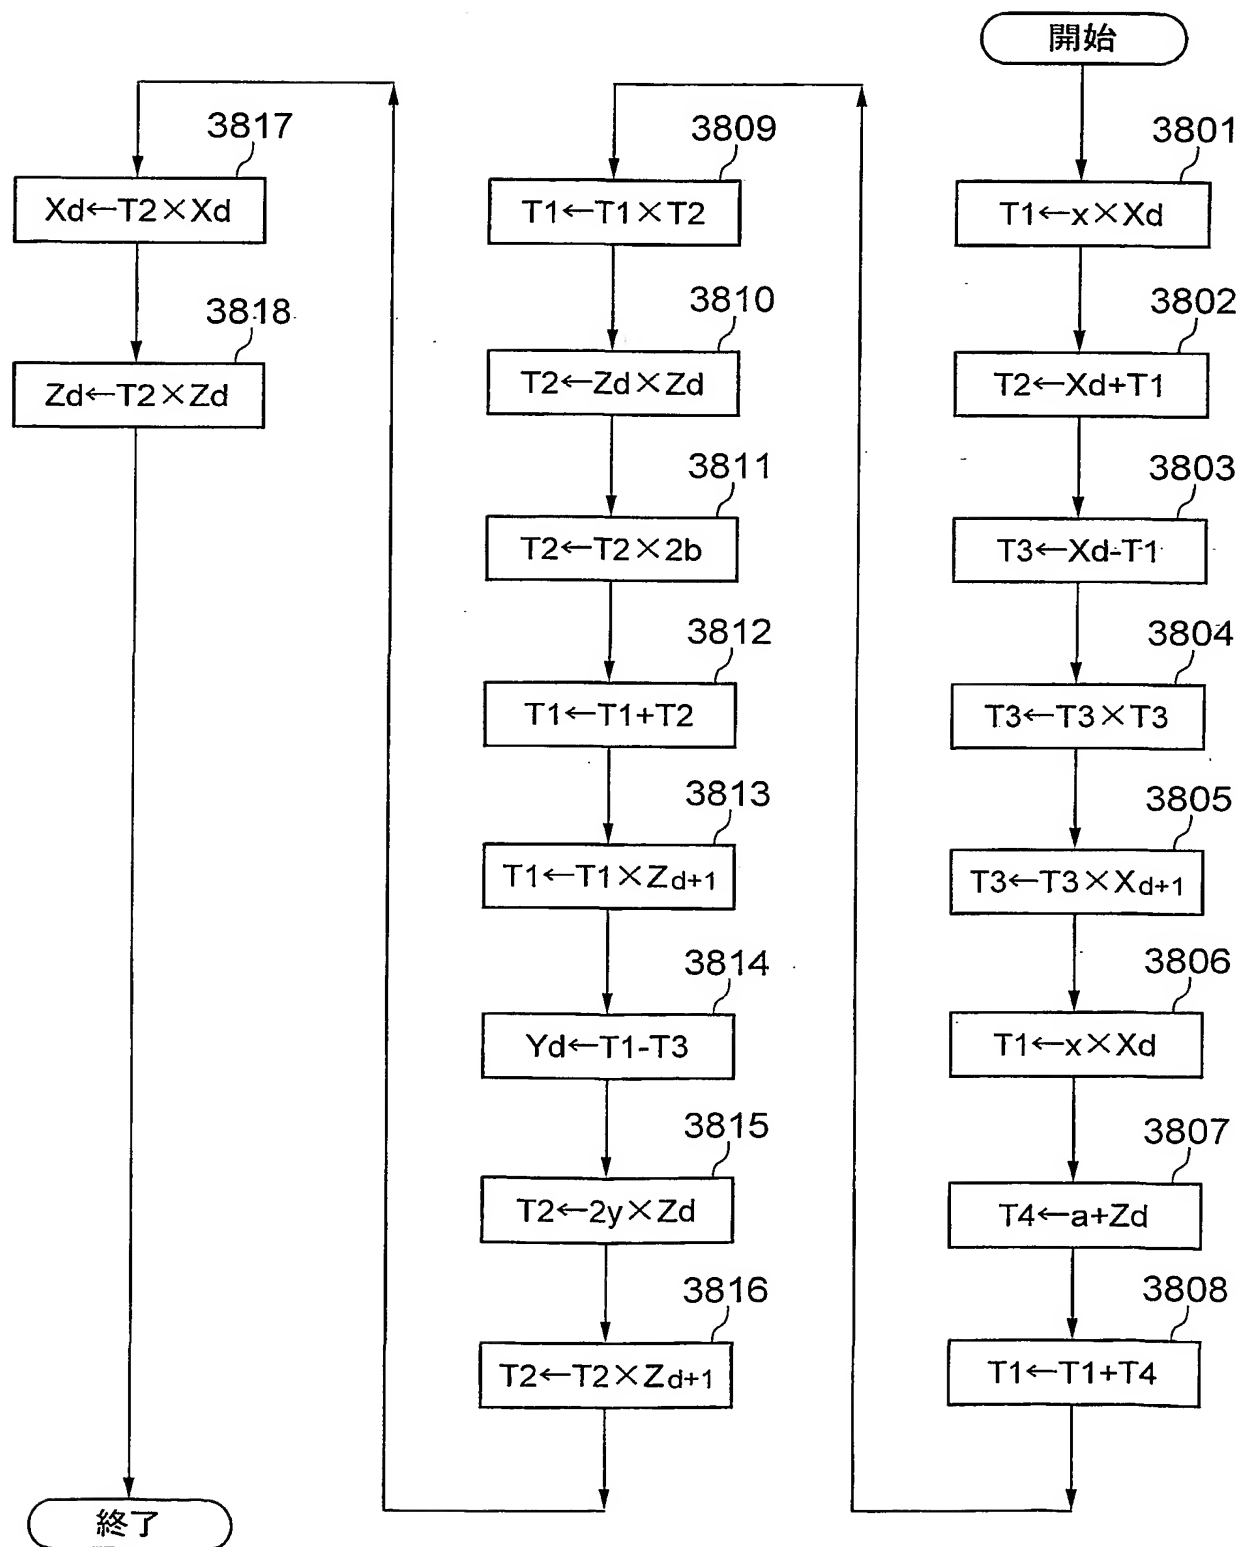 開始
3801
T1←x×Xd
3802
T2←Xd+T1
3803
T3←Xd-T1
3804
T3←T3×T3
3805
T3←T3×Xd+1
3806
T1←x×Xd
3807
T4←a+Zd
3808
T1←T1+T4
3809
T1←T1×T2
3810
T2←Zd×Zd
3811
T2←T2×2b
3812
T1←T1+T2
3813
T1←T1×Zd+1
3814
Yd←T1-T3
3815
T2←2y×Zd
3816
T2←T2×Zd+1
3817
Xd←T2×Xd
3818
Zd←T2×Zd
終了